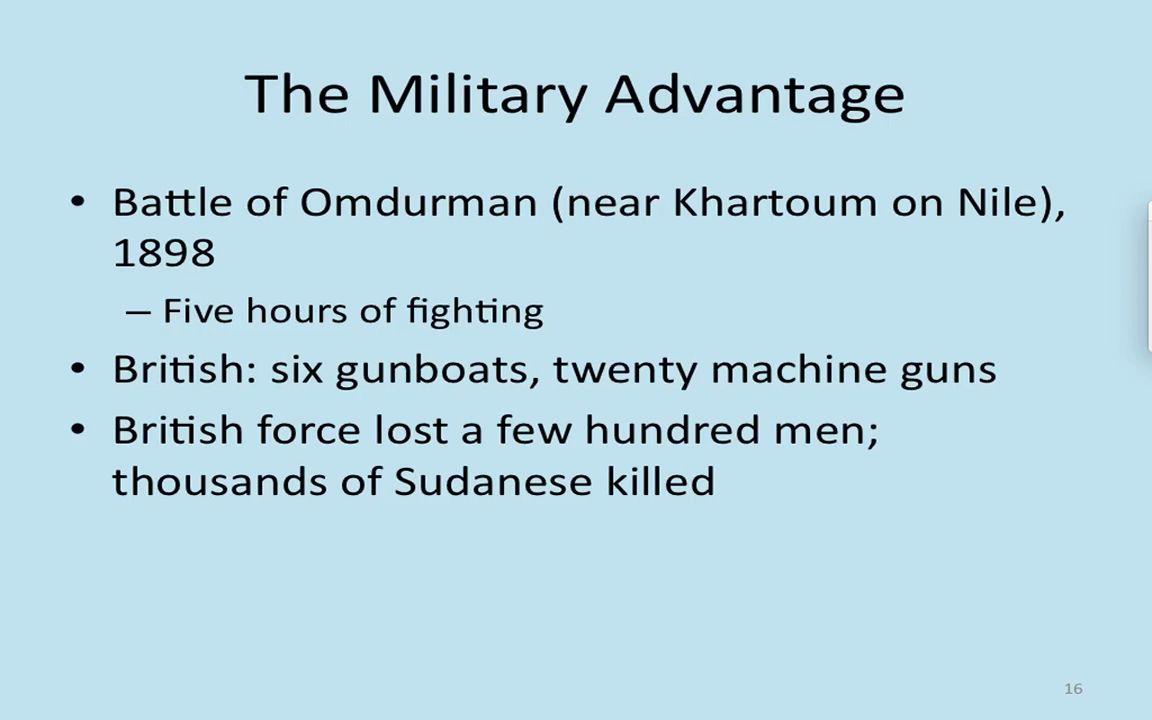 The Military Advantage
• Battle of Omdurman (near Khartoum on Nile),
1898
– Five hours of fighting
• British: six gunboats, twenty machine guns
• British force lost a few hundred men;
thousands of Sudanese killed
16